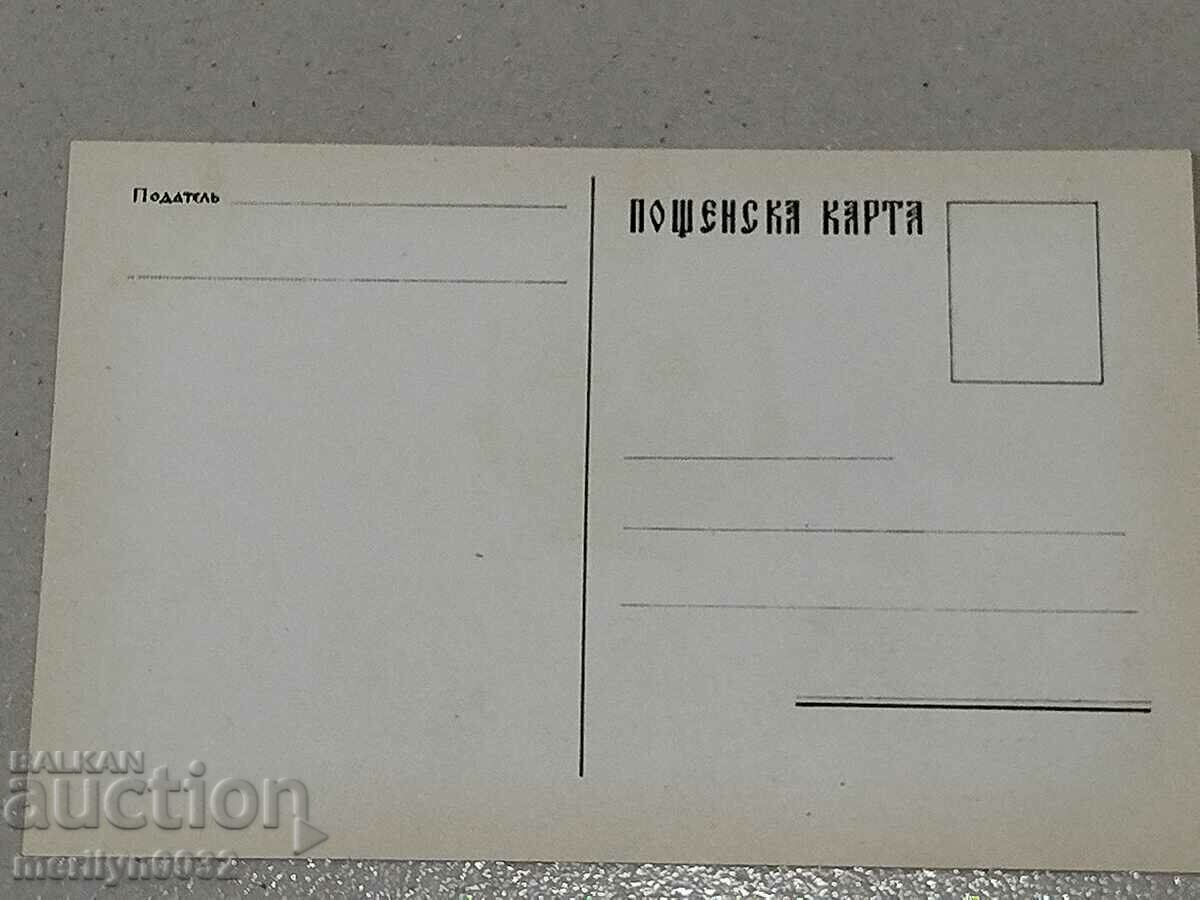 Податель
ПОЩЕНСКА КАРТА
BALKAN
auction
merilyn0032